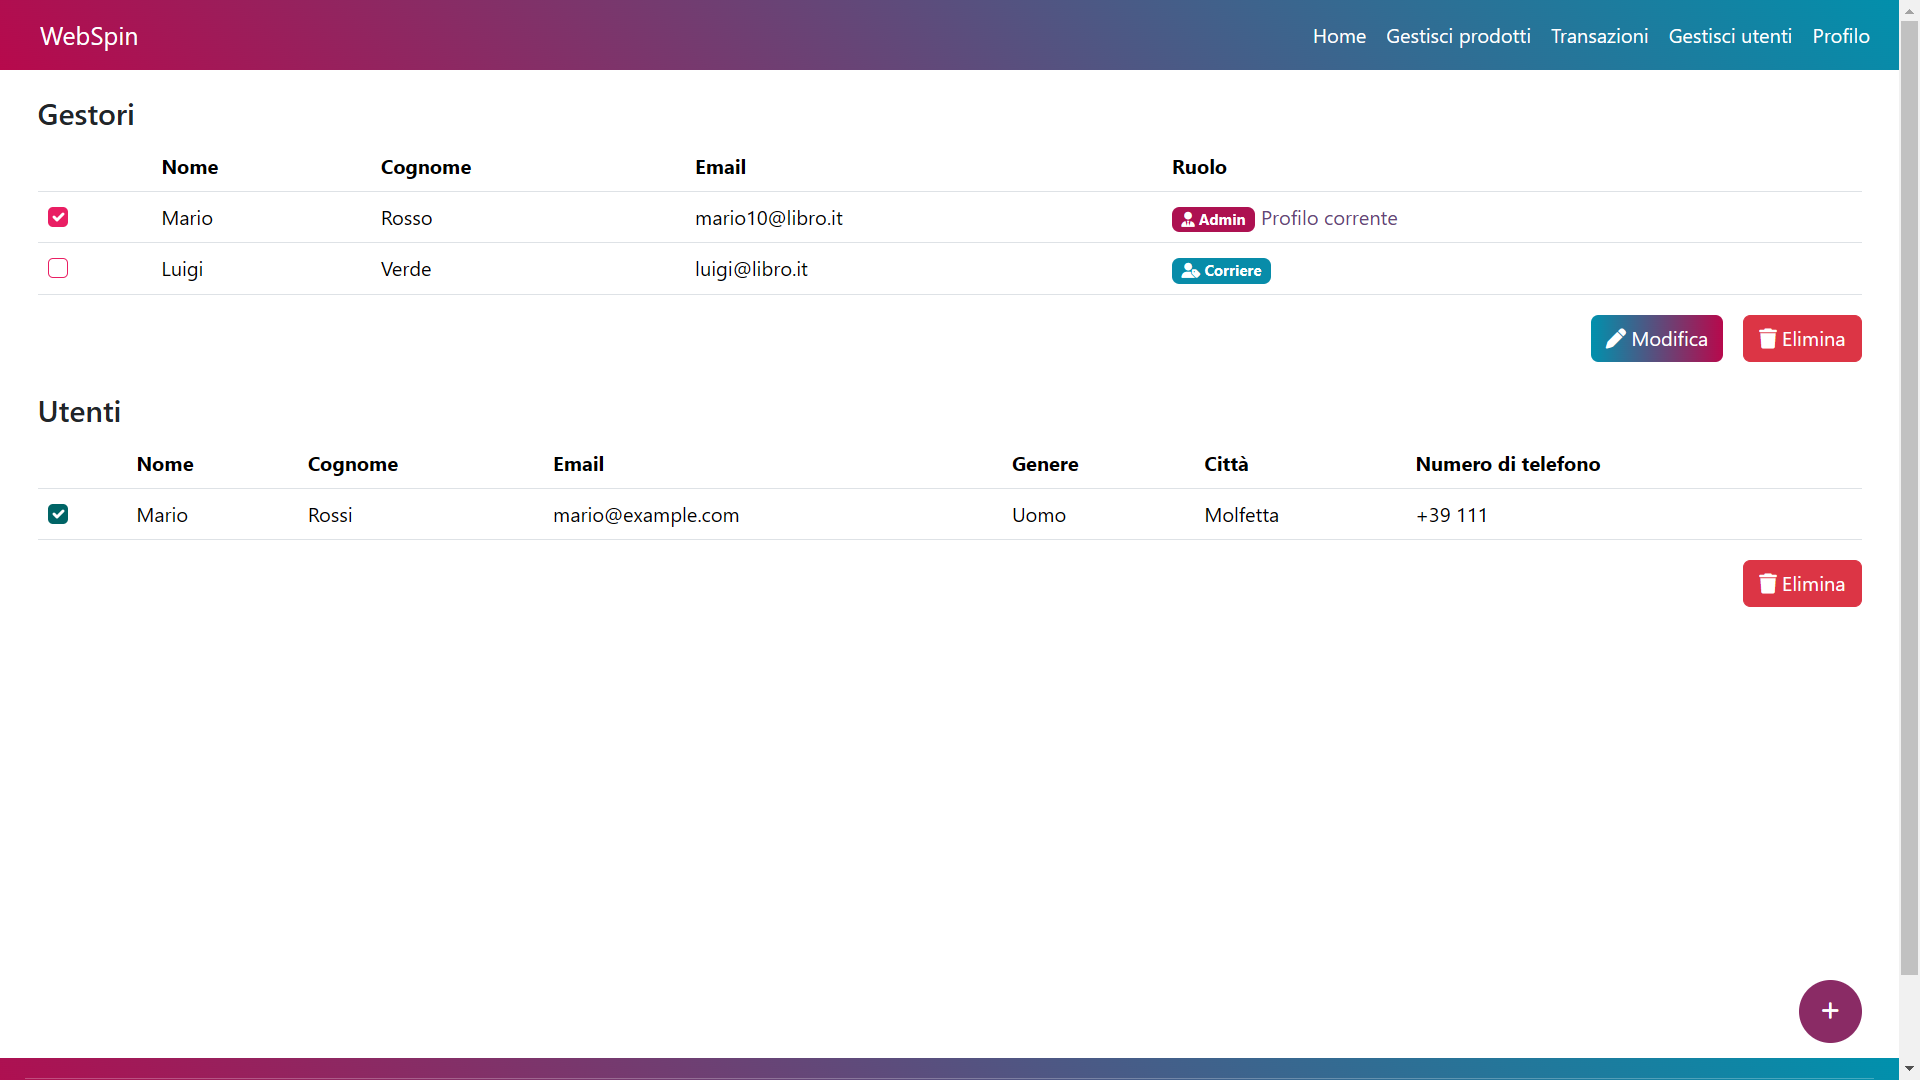 WebSpin Home Gestisci prodotti Transazioni Gestisci utenti Profilo
Gestori
Nome Cognome Email Ruolo
Mario Rosso mario10@libro.it Admin Profilo corrente
Luigi Verde luigi@libro.it Corriere
Modifica Elimina
Utenti
Nome Cognome Email Genere Città Numero di telefono
Mario Rossi mario@example.com Uomo Molfetta +39 111
Elimina
+